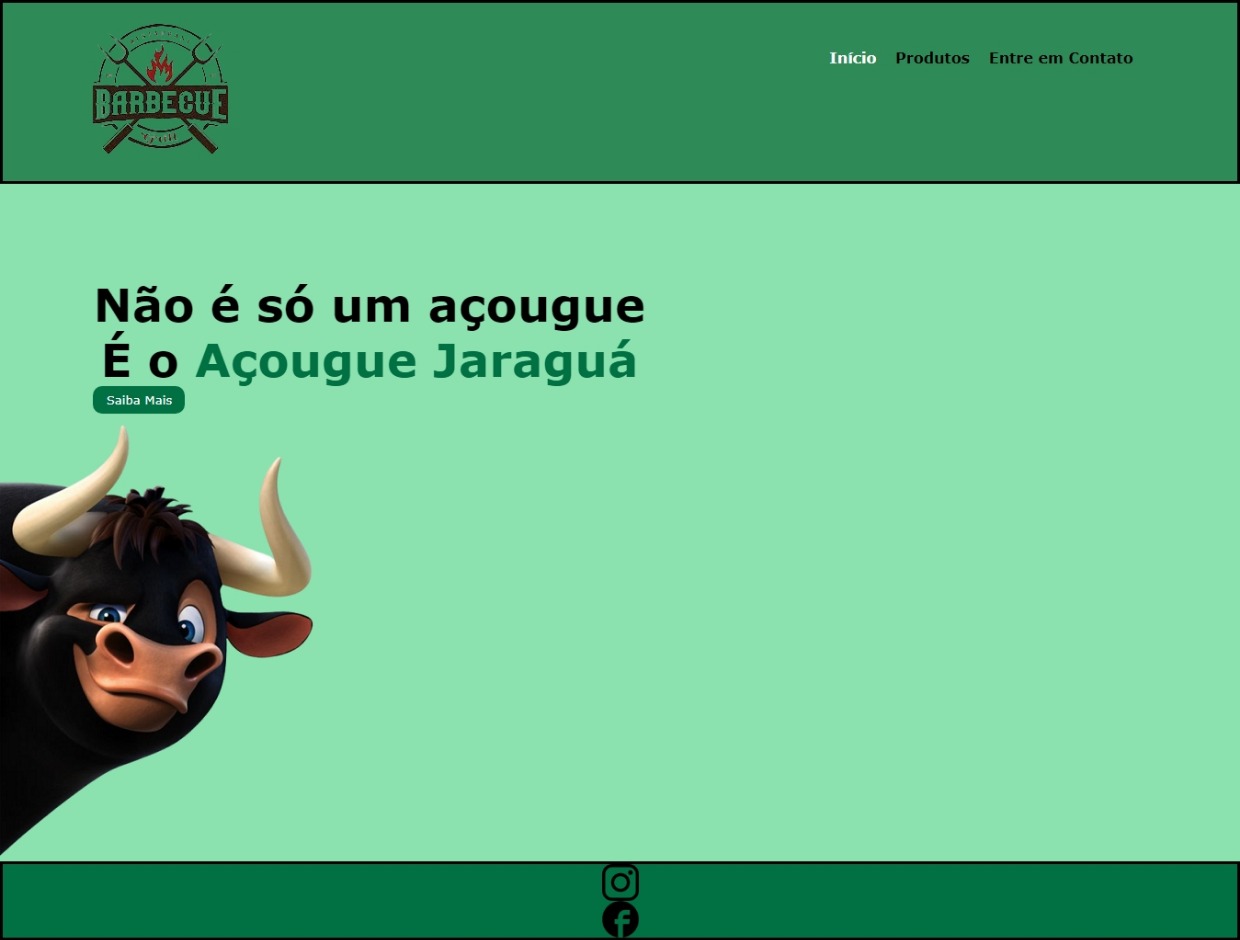 BARBECUE
Início Produtos Entre em Contato
Não é só um açougue
É o Açougue Jaraguá
Saiba Mais